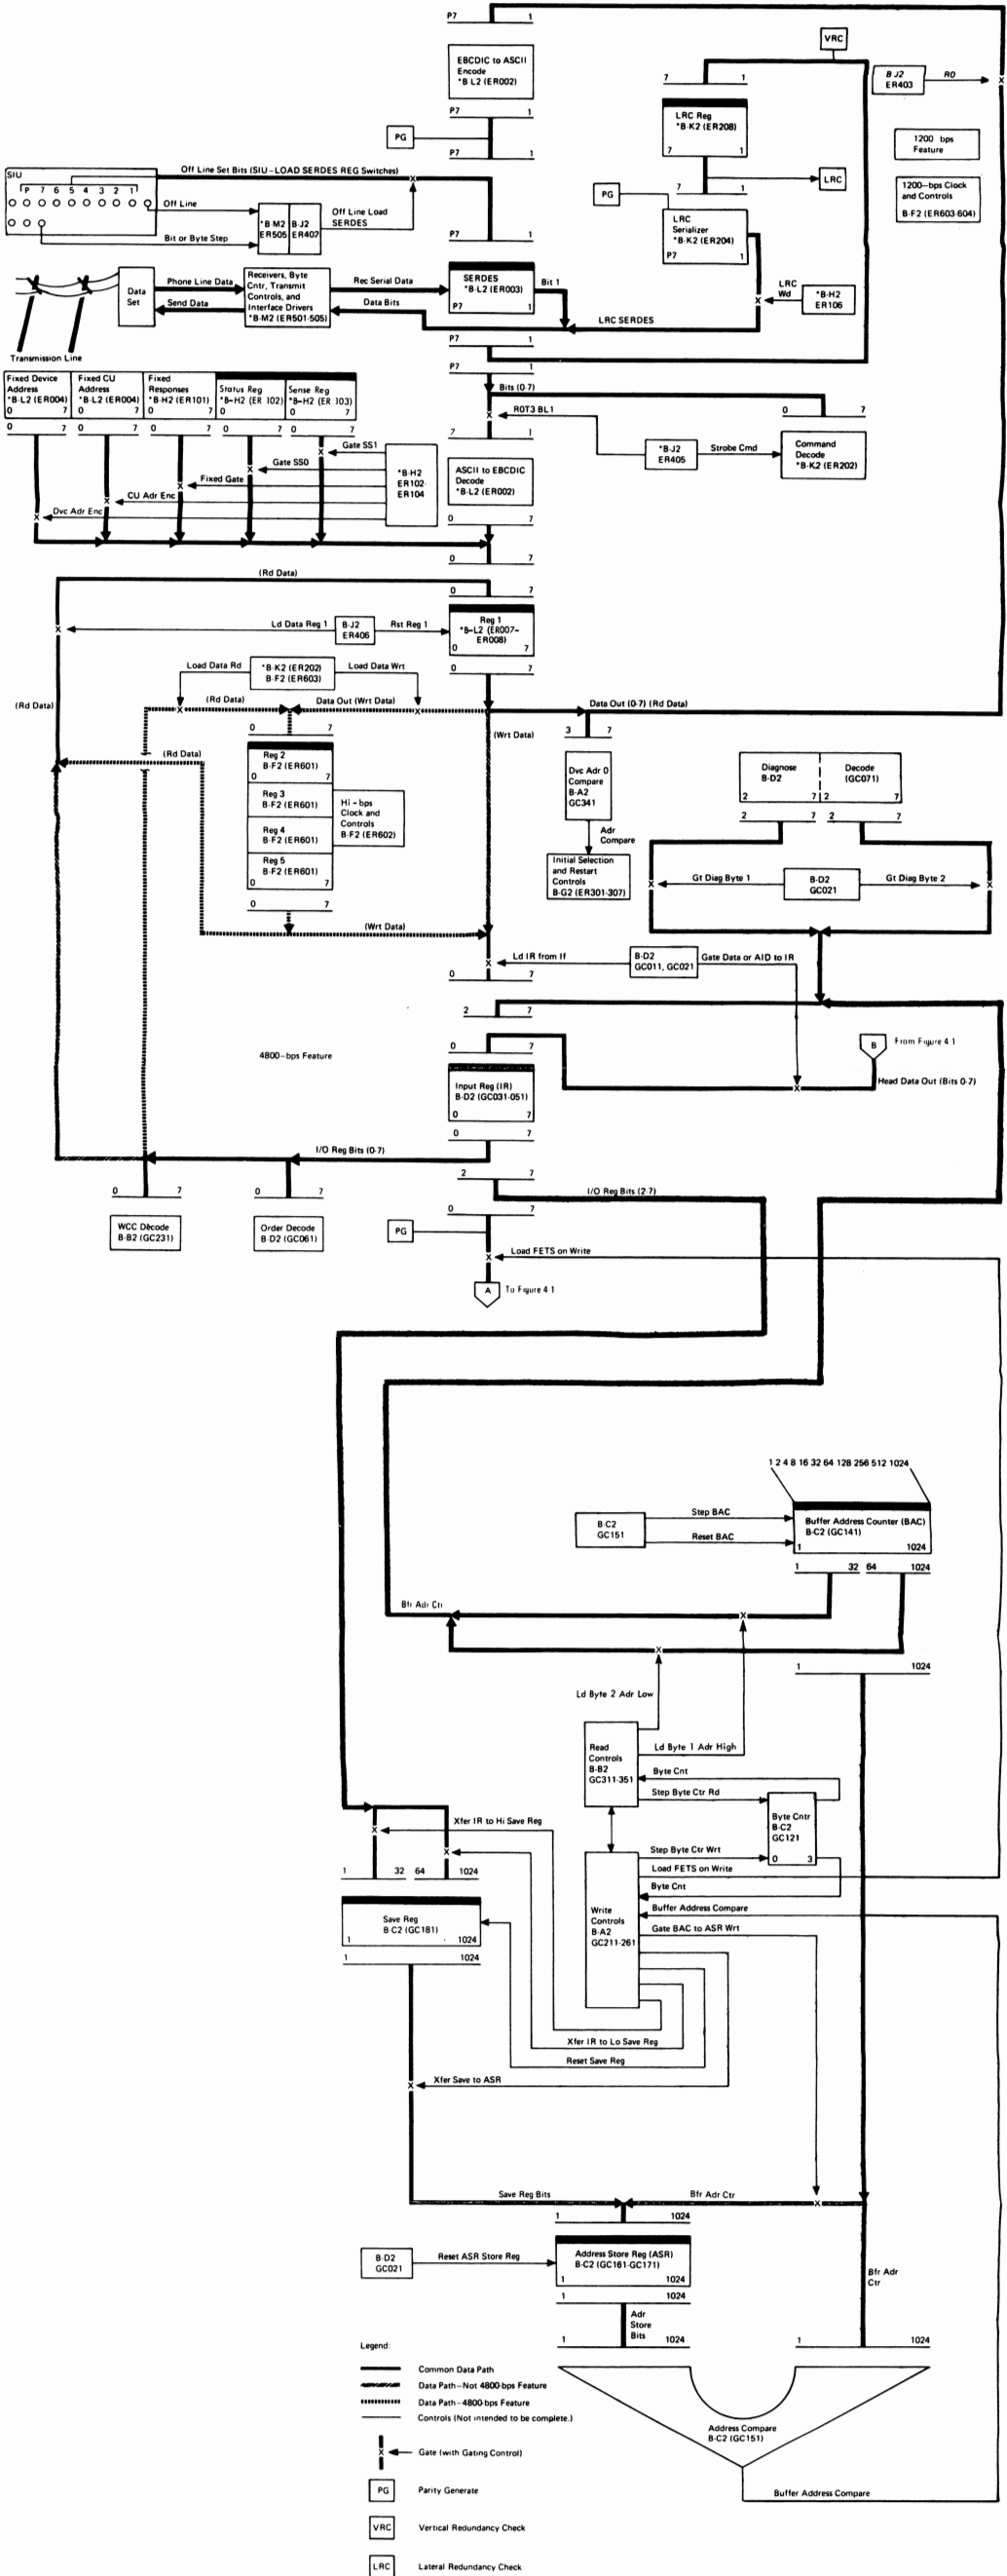 P7 1
EBCDIC to ASCII
Encode
*B-L2 (ER002)
P7 1
PG
P7 1
VRC
B-J2
ER403
R0
7 1
LRC Reg
*B-K2 (ER208)
7 1
7 1
LRC
PG
LRC
Serializer
*B-K2 (ER204)
P7 1
1200 bps
Feature
1200-bps Clock
and Controls
B-F2 (ER603-604)
SIU
P 7 6 5 4 3 2 1
Off Line Set Bits (SIU-LOAD SERDES REG Switches)
Off Line
Bit or Byte Step
*B-M2
ER505
B-J2
ER402
Off Line Load
SERDES
P7 1
Transmission Line
Data
Set
Phone Line Data
Send Data
Receivers, Byte
Cntr, Transmit
Controls, and
Interface Drivers
*B-M2 (ER501-505)
Rec Serial Data
Data Bits
SERDES
*B-L2 (ER003)
P7 1
Bit 1
LRC SERDES
LRC
Wd
*B-H2
ER106
P7 1
P7 1
Bits (0-7)
Fixed Device
Address
*B-L2 (ER004)
0 7
Fixed CU
Address
*B-L2 (ER004)
0 7
Fixed
Responses
*B-H2 (ER101)
0 7
Status Reg
*B-H2 (ER 102)
0 7
Sense Reg
*B-H2 (ER 103)
0 7
0 7
0 7
0 7
0 7
0 7
R0T3 BL1
7 1
*B-J2
ER405
Strobe Cmd
0 7
Command
Decode
*B-K2 (ER202)
Gate SS1
Gate SS0
Fixed Gate
CU Adr Enc
Dvc Adr Enc
*B-H2
ER102-
ER104
ASCII to EBCDIC
Decode
*B-L2 (ER002)
0 7
0 7
(Rd Data)
0 7
Ld Data Reg 1
B-J2
ER406
Rst Reg 1
Reg 1
*B-L2 (ER007-
ER008)
0 7
0 7
Load Data Rd
*B-K2 (ER202)
B-F2 (ER603)
Load Data Wrt
(Rd Data)
(Rd Data)
Data Out (Wrt Data)
Data Out (0-7) (Rd Data)
0 7
(Wrt Data)
3 7
(Rd Data)
Reg 2
B-F2 (ER601)
0 7
Reg 3
B-F2 (ER601)
Reg 4
B-F2 (ER601)
Reg 5
B-F2 (ER601)
0 7
Hi-bps
Clock and
Controls
B-F2 (ER602)
Dvc Adr 0
Compare
B-A2
GC341
Adr
Compare
Initial Selection
and Restart
Controls
B-G2 (ER301-307)
Diagnose
B-D2
2 7
Decode
(GC071)
2 7
2 7
2 7
Gt Diag Byte 1
B-D2
GC021
Gt Diag Byte 2
0 7
(Wrt Data)
Ld IR from If
B-D2
GC011, GC021
Gate Data or AID to IR
0 7
2 7
0 7
4800-bps Feature
B
From Figure 4-1
Head Data Out (Bits 0-7)
Input Reg (IR)
B-D2 (GC031-051)
0 7
0 7
I/O Reg Bits (0-7)
2 7
I/O Reg Bits (2-7)
0 7
0 7
0 7
WCC Decode
B-B2 (GC231)
Order Decode
B-D2 (GC061)
PG
Load FETS on Write
A
To Figure 4-1
1 2 4 8 16 32 64 128 256 512 1024
B-C2
GC151
Step BAC
Reset BAC
Buffer Address Counter (BAC)
B-C2 (GC141)
1 1024
1 32 64 1024
Bfr Adr Ctr
1 1024
Ld Byte 2 Adr Low
Read
Controls
B-B2
GC311-351
Ld Byte 1 Adr High
Byte Cnt
Step Byte Ctr Rd
Byte Cntr
B-C2
GC121
0 3
Xfer IR to Hi Save Reg
Step Byte Ctr Wrt
Load FETS on Write
Byte Cnt
Buffer Address Compare
Gate BAC to ASR Wrt
Write
Controls
B-A2
GC211-261
1 32 64 1024
Save Reg
B-C2 (GC181)
1 1024
1 1024
Xfer IR to Lo Save Reg
Reset Save Reg
Xfer Save to ASR
Save Reg Bits
Bfr Adr Ctr
1 1024
B-D2
GC021
Reset ASR Store Reg
Address Store Reg (ASR)
B-C2 (GC161-GC171)
1 1024
1 1024
Adr
Store
Bits
Bfr Adr
Ctr
1 1024
1 1024
Legend:
Common Data Path
Data Path-Not 4800-bps Feature
Data Path-4800-bps Feature
Controls (Not intended to be complete.)
Gate (with Gating Control)
Address Compare
B-C2 (GC151)
Buffer Address Compare
PG
Parity Generate
VRC
Vertical Redundancy Check
LRC
Lateral Redundancy Check